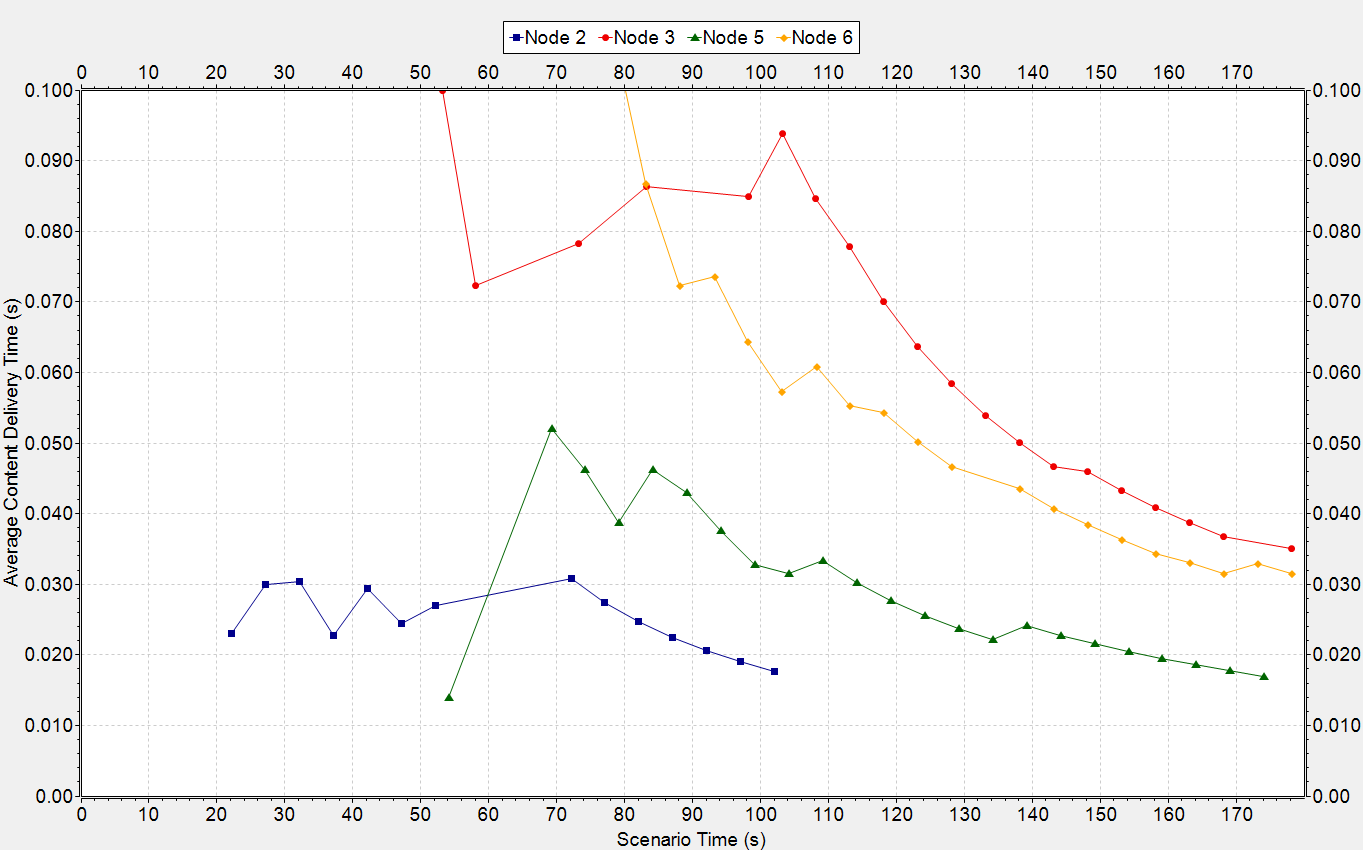 Node 2 Node 3 Node 5 Node 6
0 10 20 30 40 50 60 70 80 90 100 110 120 130 140 150 160 170
0.100 0.100
0.090 0.090
0.080 0.080
0.070 0.070
0.060 0.060
0.050 0.050
0.040 0.040
0.030 0.030
0.020 0.020
0.010 0.010
0.00 0.00
Average Content Delivery Time (s)
0 10 20 30 40 50 60 70 80 90 100 110 120 130 140 150 160 170
Scenario Time (s)